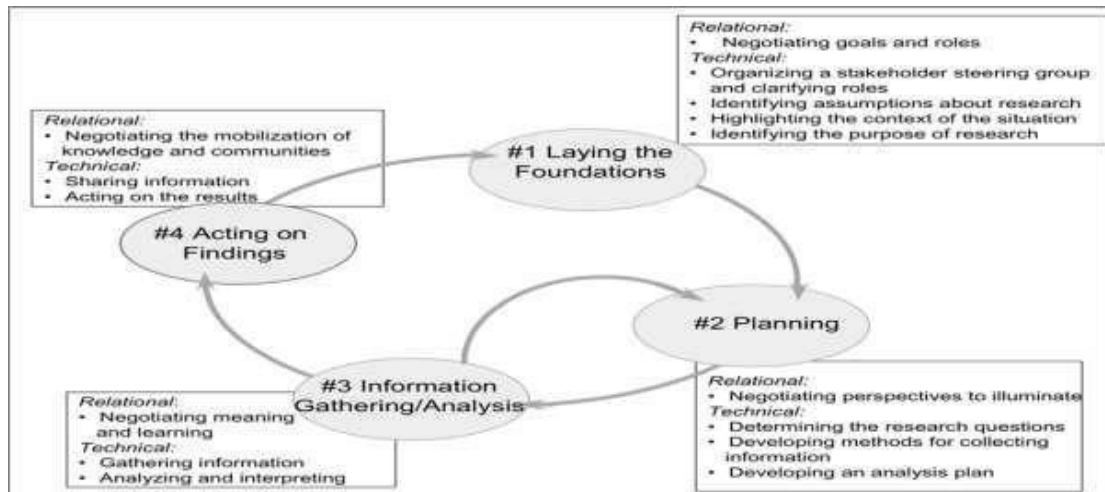 Relational:
• Negotiating goals and roles
Technical:
• Organizing a stakeholder steering group
and clarifying roles
• Identifying assumptions about research
• Highlighting the context of the situation
• Identifying the purpose of research
#1 Laying the
Foundations
Relational:
• Negotiating the mobilization of
knowledge and communities
Technical:
• Sharing information
• Acting on the results
#4 Acting on
Findings
#2 Planning
Relational:
• Negotiating perspectives to illuminate
Technical:
• Determining the research questions
• Developing methods for collecting
information
• Developing an analysis plan
#3 Information
Gathering/Analysis
Relational:
• Negotiating meaning
and learning
Technical:
• Gathering information
• Analyzing and interpreting